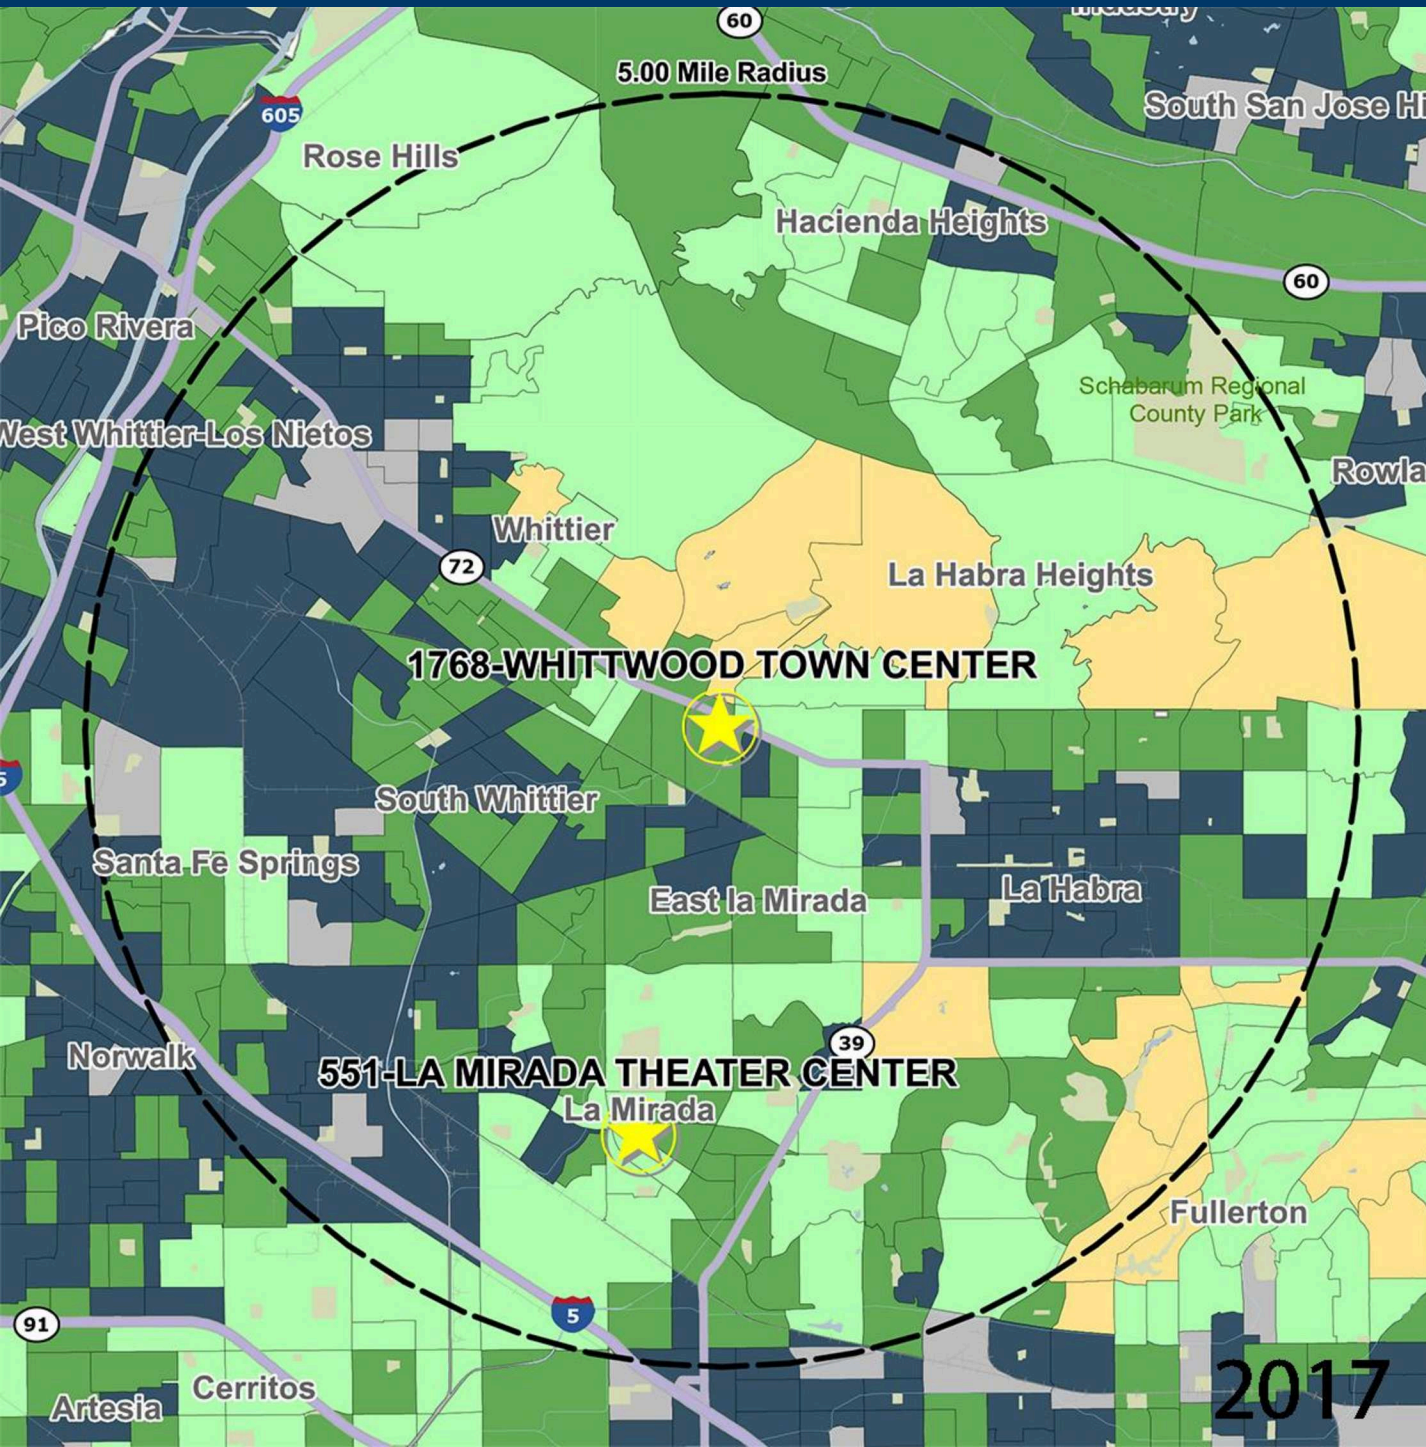 60
5.00 Mile Radius
South San Jose Hi
605
Rose Hills
Hacienda Heights
60
Pico Rivera
Schabarum Regional
County Park
West Whittier-Los Nietos
Rowla
Whittier
72
La Habra Heights
1768-WHITTWOOD TOWN CENTER
5
South Whittier
Santa Fe Springs
East la Mirada
La Habra
39
Norwalk
551-LA MIRADA THEATER CENTER
La Mirada
Fullerton
5
91
Cerritos
Artesia
2017